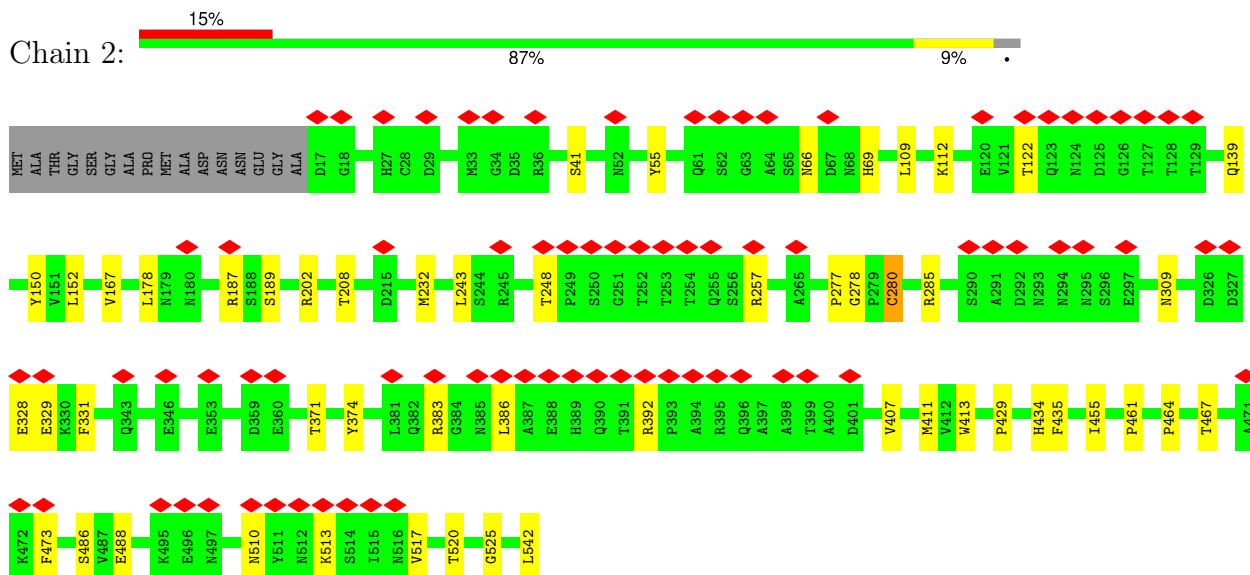 15%
Chain 2:
87% 9% •
MET ALA THR GLY SER GLY ALA PRO MET ALA ASP ASN ASN GLU GLY ALA D17 G18 H27 C28 D29 M33 G34 D35 R36 S41 N52 Y55 Q61 S62 G63 A64 S65 N66 D67 N68 H69 L109 K112 E120 V121 T122 Q123 N124 D125 G126 T127 T128 T129 Q139
Y150 V151 L152 V167 L178 N179 N180 R187 S188 S189 R202 T208 D215 M232 L243 S244 R245 T248 P249 S250 G251 T252 T253 T254 Q255 S256 R257 A265 P277 G278 P279 C280 R285 S290 A291 D292 N293 N294 N295 S296 E297 N309 D326 D327
E328 E329 K330 F331 Q343 E346 E353 D359 E360 T371 Y374 L381 Q382 R383 G384 N385 L386 A387 E388 H389 Q390 T391 R392 P393 A394 R395 Q396 A397 A398 T399 A400 D401 V407 M411 V412 W413 P429 H434 F435 I455 P461 P464 T467 A471
K472 F473 S486 V487 E488 K495 E496 N497 N510 Y511 N512 K513 S514 I515 N516 V517 T520 G525 L542